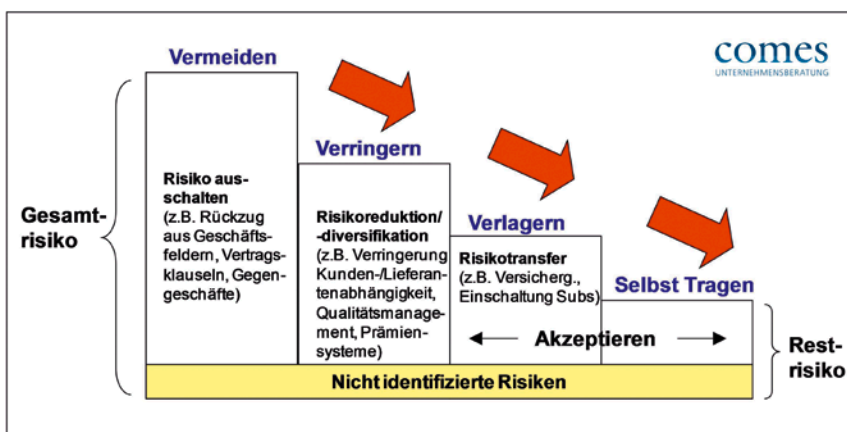 comes
UNTERNEHMENSBERATUNG
Vermeiden
Verringern
Verlagern
Selbst Tragen
Gesamt-
risiko
Risiko aus-
schalten
(z.B. Rückzug
aus Geschäfts-
feldern, Vertrags-
klauseln, Gegen-
geschäfte)
Risikoreduktion/
-diversifikation
(z.B. Verringerung
Kunden-/Lieferan-
tenabhängigkeit,
Qualitätsmanage-
ment, Prämien-
systeme)
Risikotransfer
(z.B. Versicherg.,
Einschaltung Subs)
Akzeptieren
Rest-
risiko
Nicht identifizierte Risiken